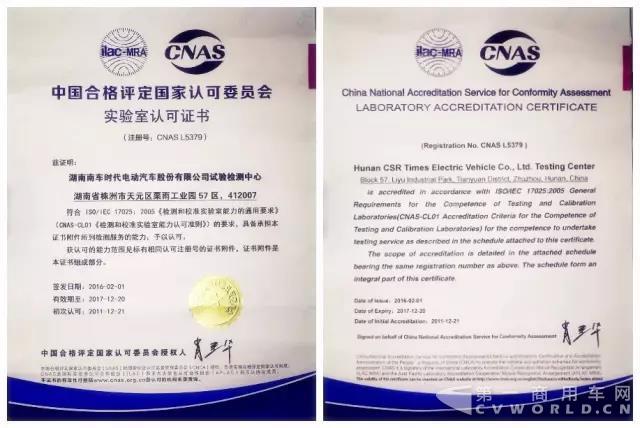 ilac-MRA
CNAS
中国合格评定国家认可委员会
实验室认可证书
(注册号: CNAS L5379)
兹证明:
湖南南车时代电动汽车股份有限公司试验检测中心
湖南省株洲市天元区栗雨工业园 57 区, 412007
符合 ISO/IEC 17025: 2005《检测和校准实验室能力的通用要求》
(CNAS-CL01《检测和校准实验室能力认可准则》)的要求, 具备承担本
证书附件所列检测服务的能力, 予以认可。
获认可的能力范围见标有相同认可注册号的证书附件, 证书附件是
本证书组成部分。
签发日期: 2016-02-01
有效期至: 2017-12-20
初次认可: 2011-12-21
中国合格评定国家认可委员会授权人
ilac-MRA
CNAS
China National Accreditation Service for Conformity Assessment
LABORATORY ACCREDITATION CERTIFICATE
(Registration No. CNAS L5379)
Hunan CSR Times Electric Vehicle Co., Ltd. Testing Center
Block 57, Liyu Industrial Park, Tianyuan District, Zhuzhou, Hunan, China
is accredited in accordance with ISO/IEC 17025:2005 General
Requirements for the Competence of Testing and Calibration
Laboratories(CNAS-CL01 Accreditation Criteria for the Competence of
Testing and Calibration Laboratories) for the competence to undertake
testing service as described in the schedule attached to this certificate.
The scope of accreditation is detailed in the attached schedule
bearing the same registration number as above. The schedule form an
integral part of this certificate.
Date of Issue: 2016-02-01
Date of Expiry: 2017-12-20
Date of Initial Accreditation: 2011-12-21
Signed on behalf of China National Accreditation Service for Conformity Assessment
第一商用车网
CVWORLD.CN